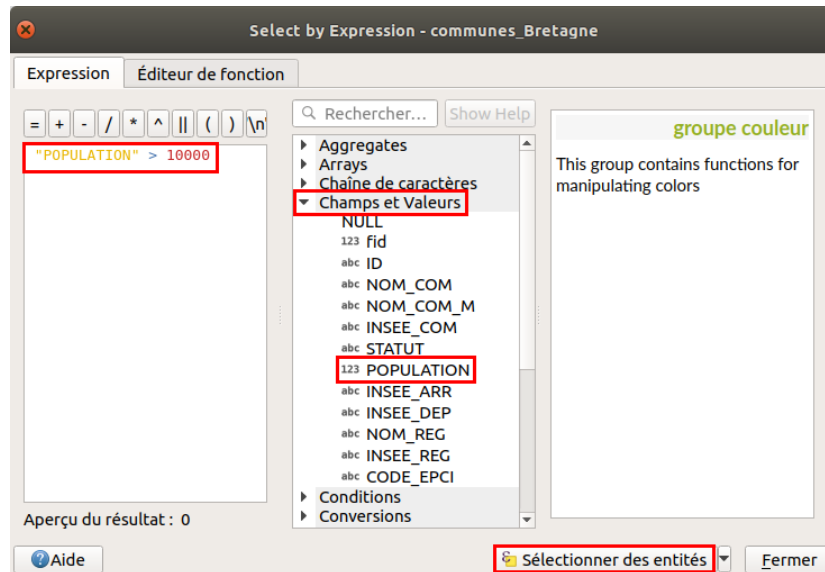 Select by Expression - communes_Bretagne
Expression
Éditeur de fonction
= + - / * ^ || ( ) \n'
"POPULATION" > 10000
Aperçu du résultat : 0
Rechercher... Show Help
Aggregates
Arrays
Chaîne de caractères
Champs et Valeurs
NULL
123 fid
abc ID
abc NOM_COM
abc NOM_COM_M
abc INSEE_COM
abc STATUT
123 POPULATION
abc INSEE_ARR
abc INSEE_DEP
abc NOM_REG
abc INSEE_REG
abc CODE_EPCI
Conditions
Conversions
groupe couleur
This group contains functions for
manipulating colors
? Aide
Sélectionner des entités
Fermer